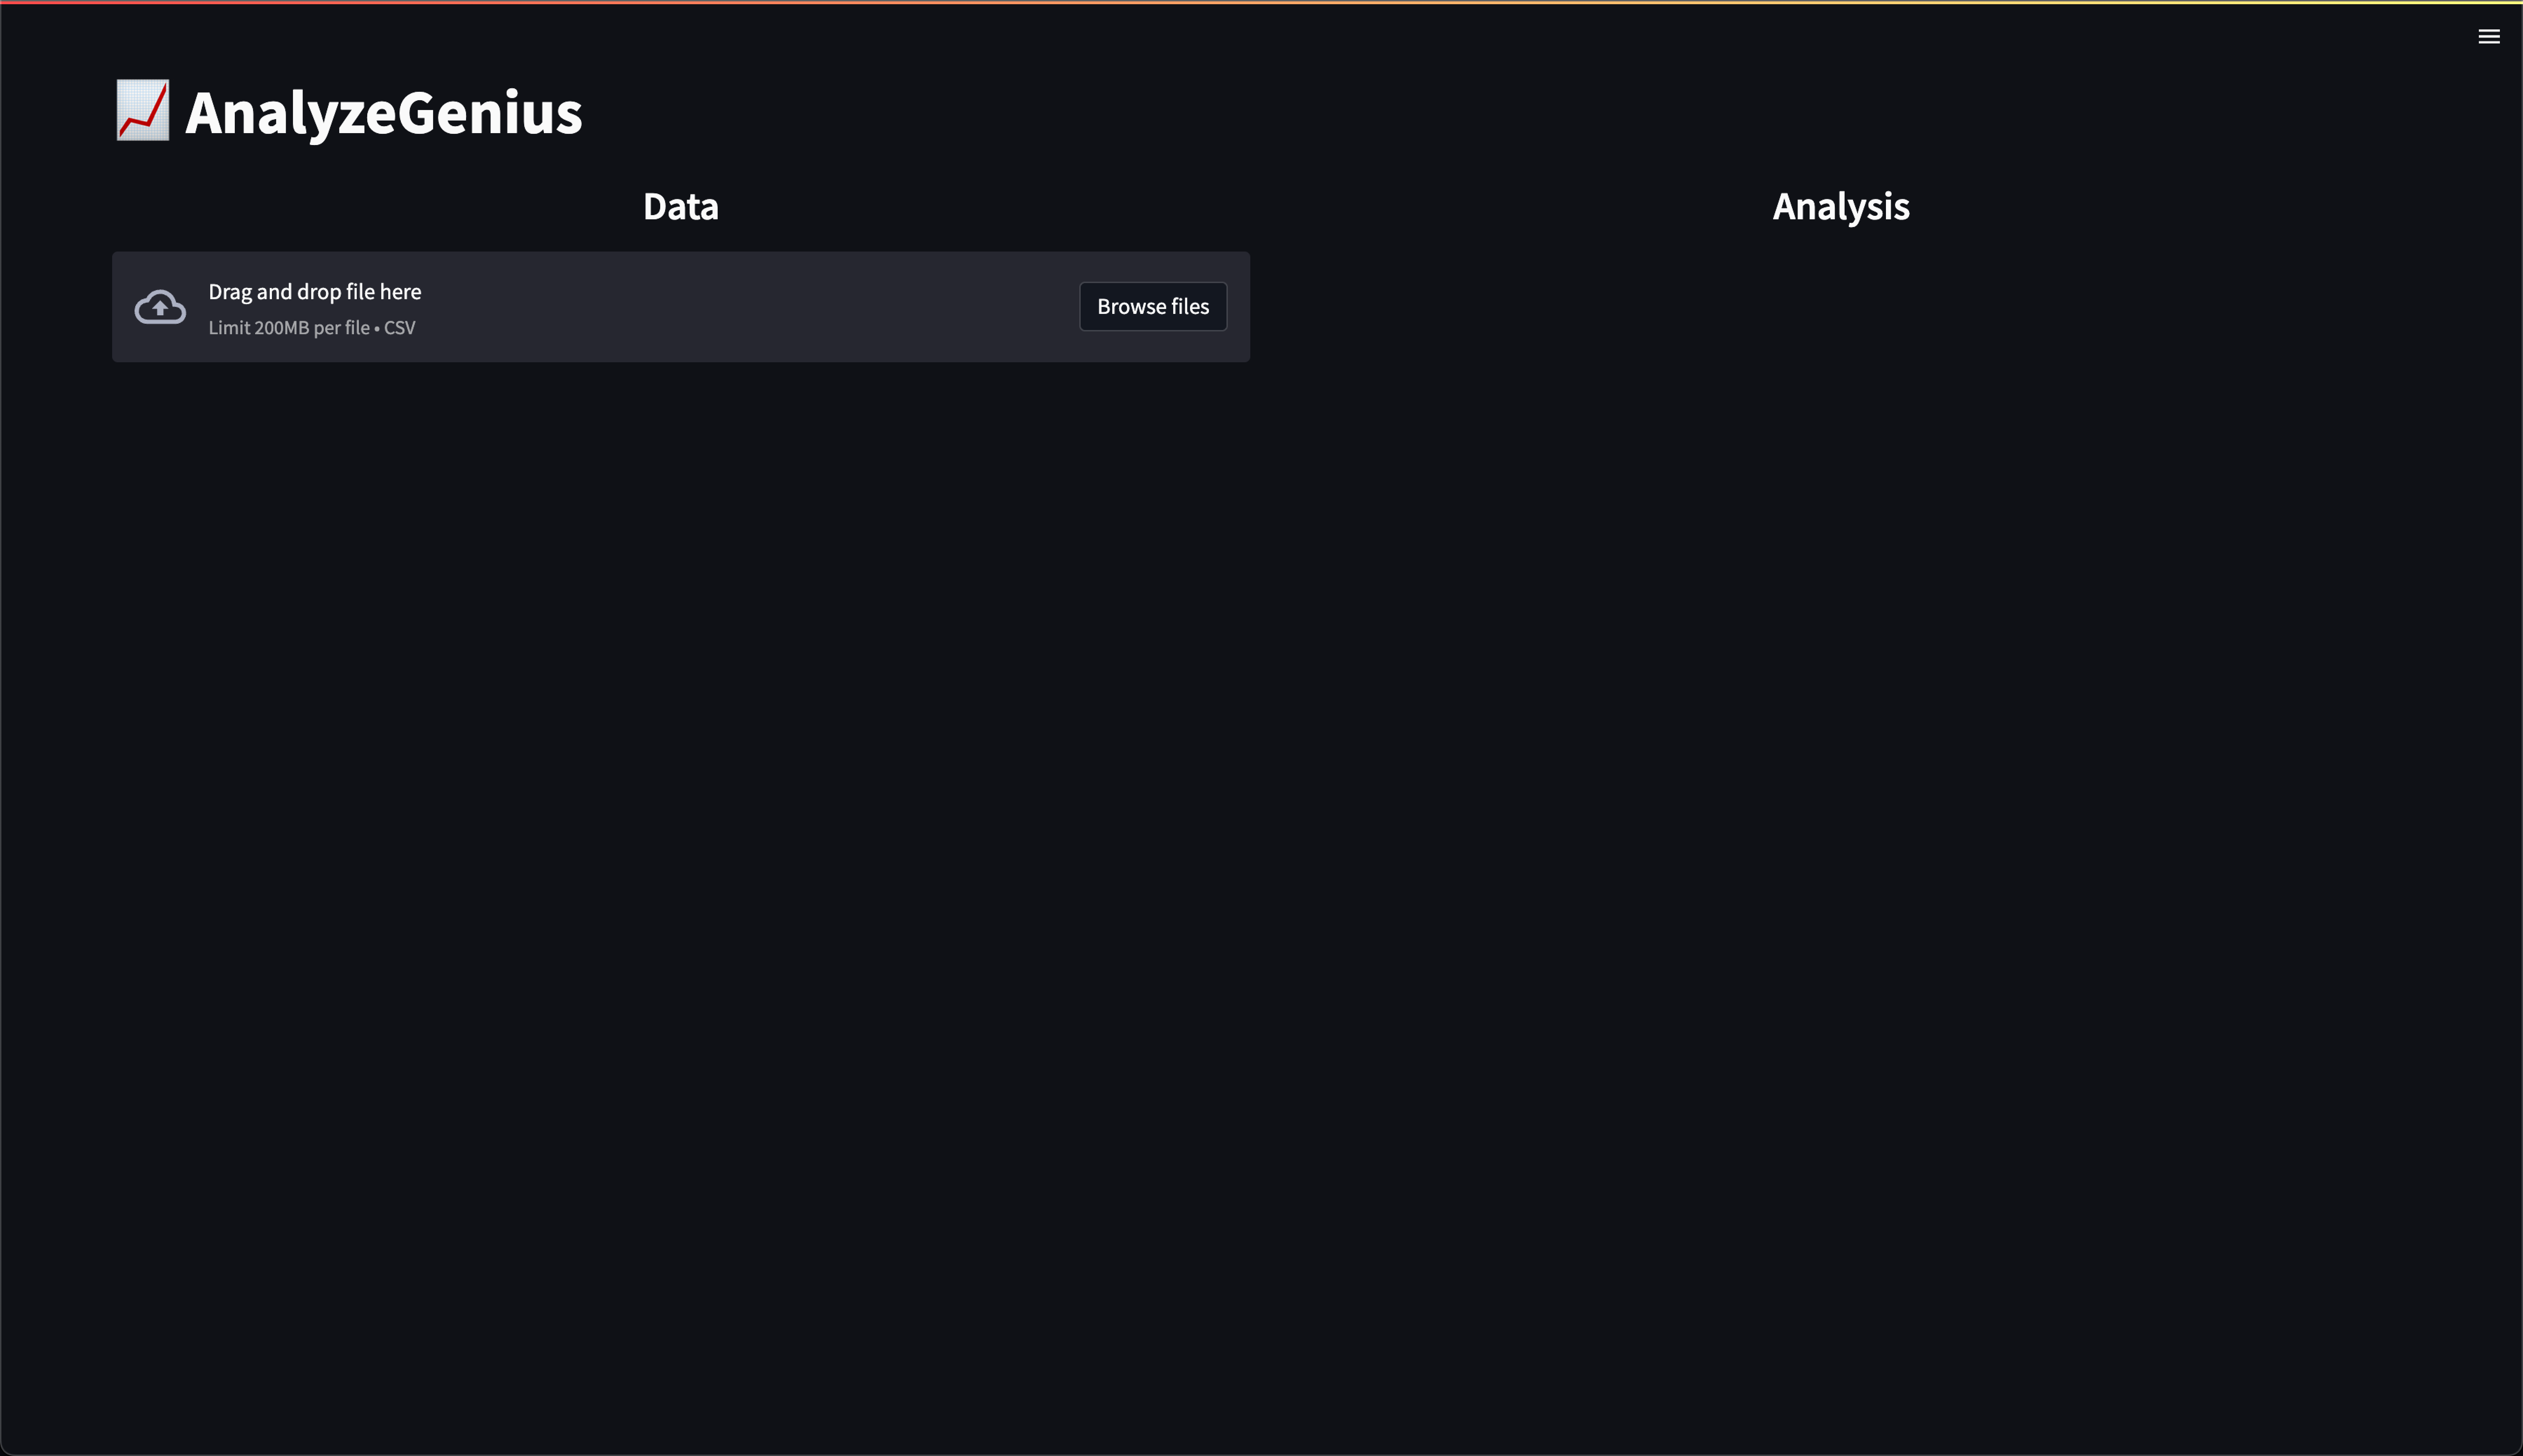 AnalyzeGenius
Data
Analysis
Drag and drop file here
Limit 200MB per file • CSV
Browse files